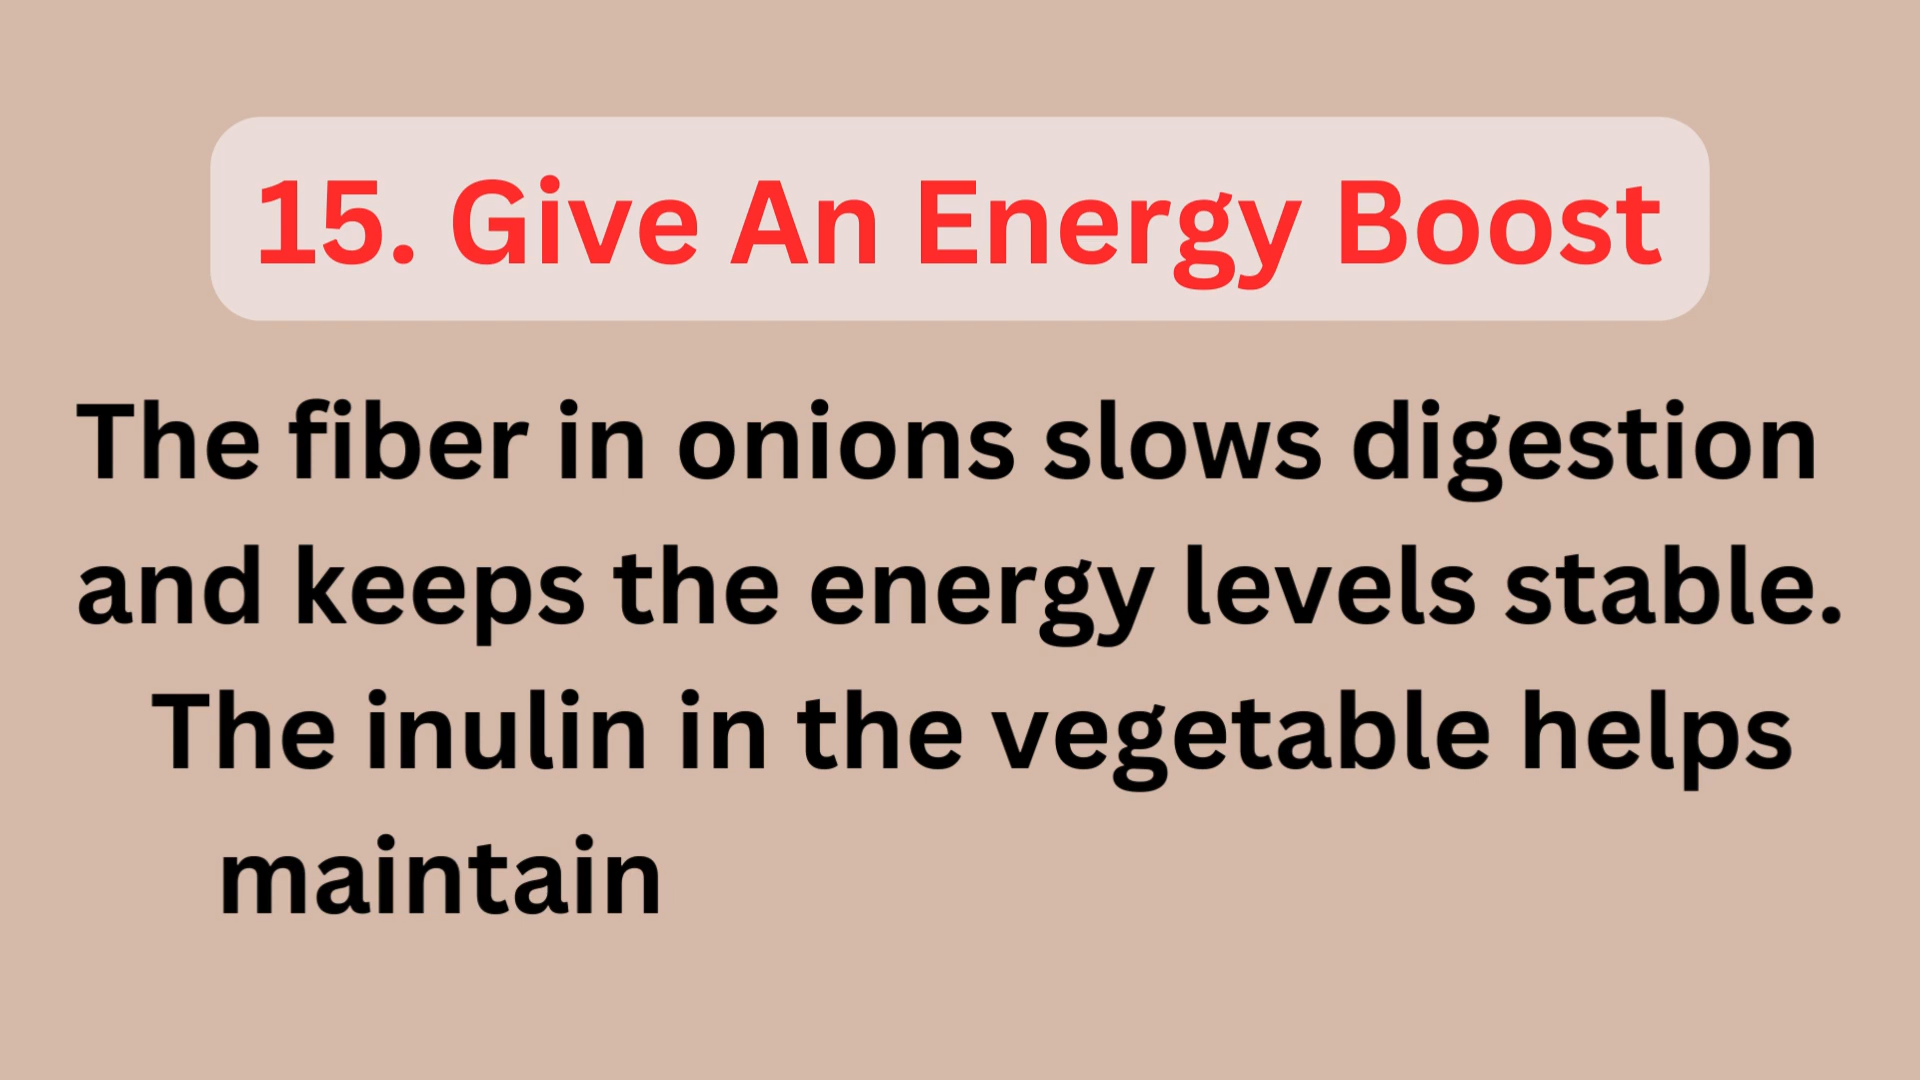 15. Give An Energy Boost
The fiber in onions slows digestion
and keeps the energy levels stable.
The inulin in the vegetable helps
maintain